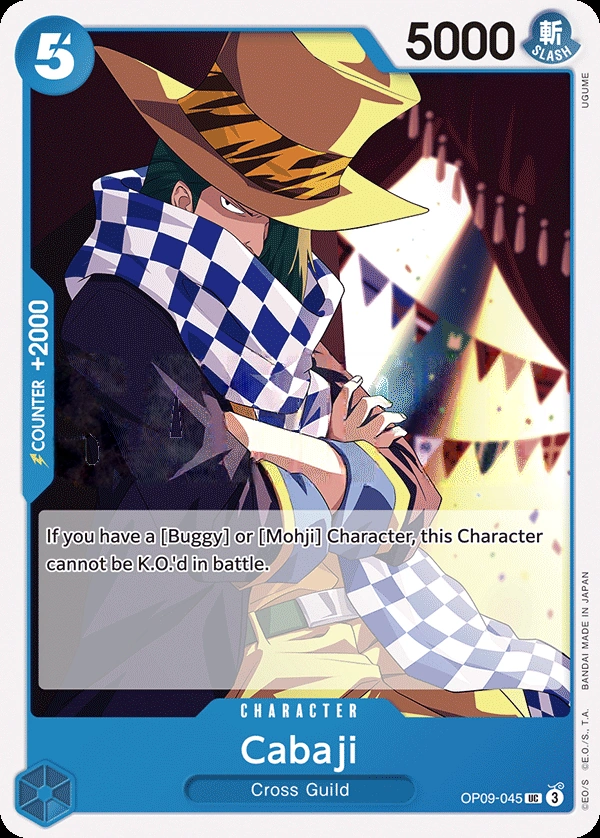 5
5000
斬
SLASH
UGUME
COUNTER +2000
If you have a [Buggy] or [Mohji] Character, this Character
cannot be K.O.'d in battle.
CHARACTER
Cabaji
Cross Guild
OP09-045 UC 3
©EO/S ©E.O./S., T.A. BANDAI MADE IN JAPAN